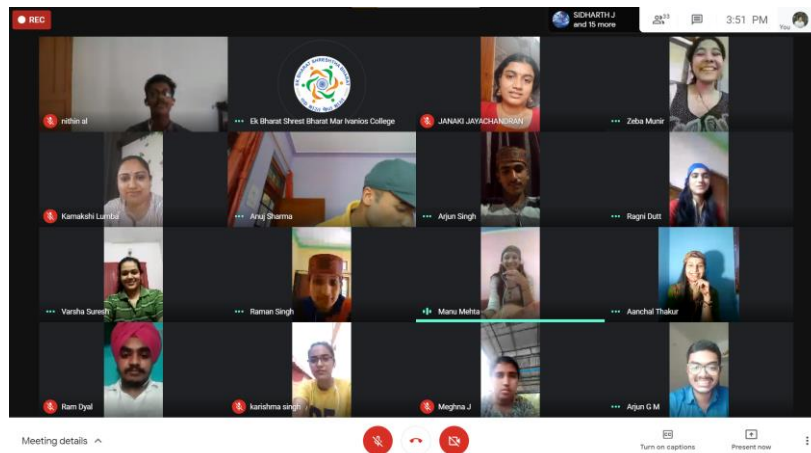 REC
SIDHARTH J
and 15 more
33
3:51 PM
You
nithin al
Ek Bharat Shrest Bharat Mar Ivanios College
JANAKI JAYACHANDRAN
Zeba Munir
Kamakshi Lumba
Anuj Sharma
Arjun Singh
Ragni Dutt
Varsha Suresh
Raman Singh
Manu Mehta
Aanchal Thakur
Ram Dyal
karishma singh
Meghna J
Arjun G M
Meeting details
Turn on captions
Present now